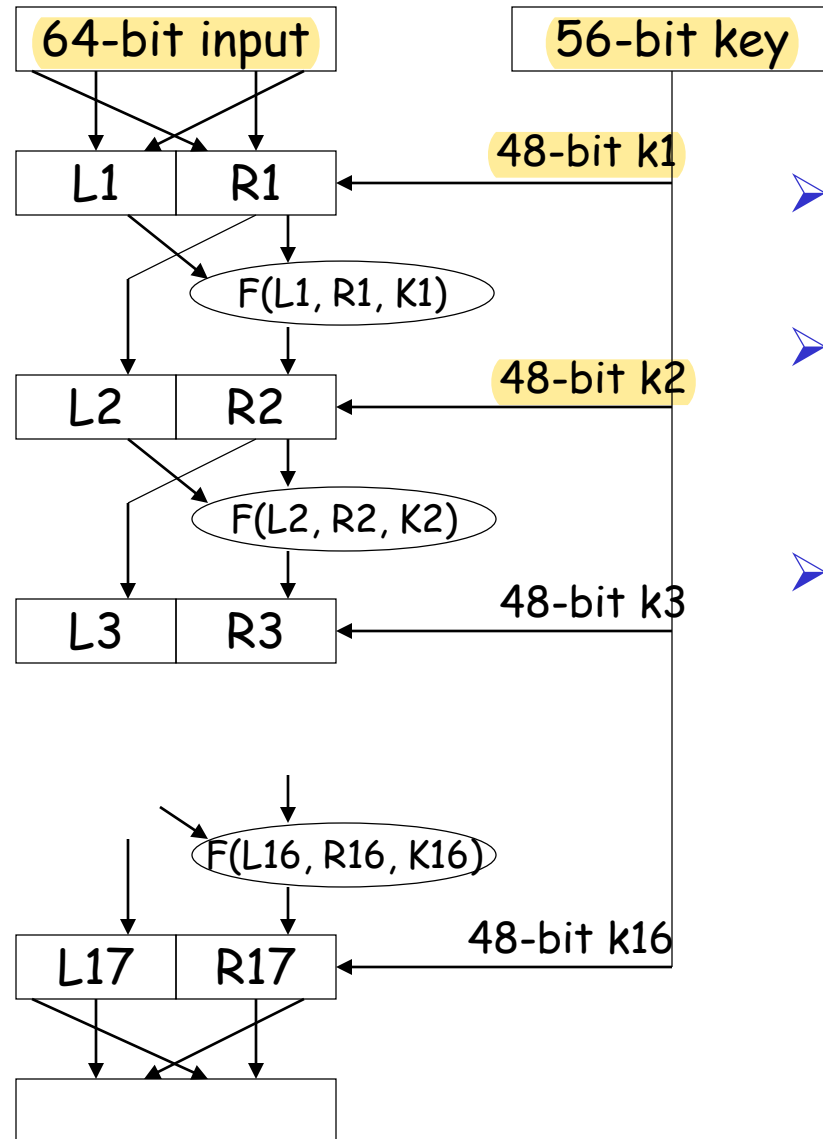 64-bit input
56-bit key
48-bit k1
L1 R1
F(L1, R1, K1)
48-bit k2
L2 R2
F(L2, R2, K2)
48-bit k3
L3 R3
F(L16, R16, K16)
48-bit k16
L17 R17